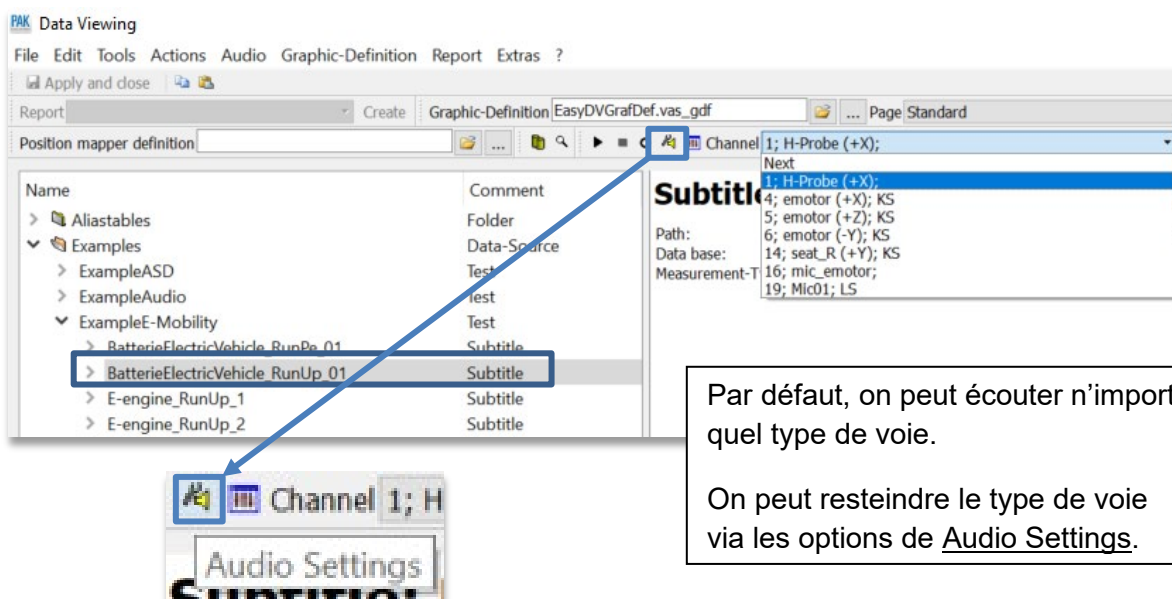 PAK Data Viewing
File Edit Tools Actions Audio Graphic-Definition Report Extras ?
Apply and close
Report Create Graphic-Definition EasyDVGrafDef.vas_gdf ... Page Standard
Position mapper definition ... Channel 1; H-Probe (+X);
Next
1; H-Probe (+X);
4; emotor (+X); KS
5; emotor (+Z); KS
6; emotor (-Y); KS
14; seat_R (+Y); KS
16; mic_emotor;
19; Mic01; LS
Name Comment
Aliastables Folder
Examples Data-Source
ExampleASD Test
ExampleAudio Test
ExampleE-Mobility Test
BatterieElectricVehicle_RunPe_01 Subtitle
BatterieElectricVehicle_RunUp_01 Subtitle
E-engine_RunUp_1 Subtitle
E-engine_RunUp_2 Subtitle
Subtitle
Path:
Data base:
Measurement-T
Par défaut, on peut écouter n’import
quel type de voie.
On peut resteindre le type de voie
via les options de Audio Settings.
Channel 1; H
Audio Settings